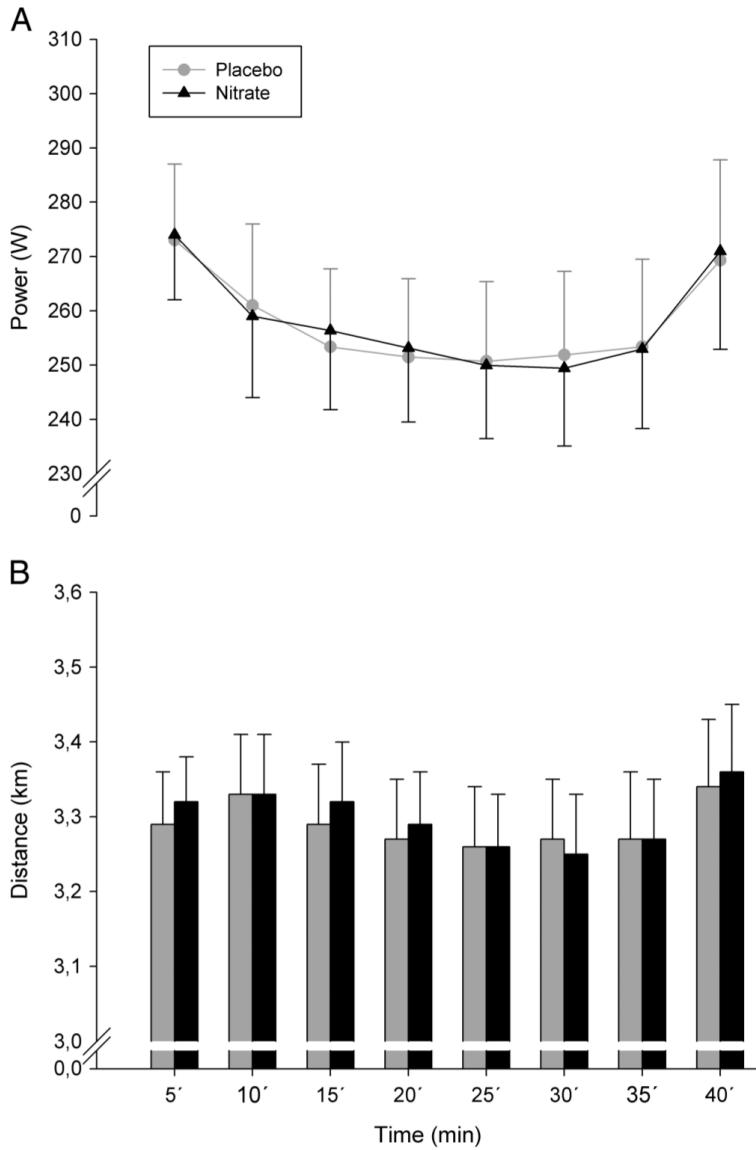 A
310
300
290
280
270
260
250
240
230
0
Power (W)
Placebo
Nitrate
B
3,6
3,5
3,4
3,3
3,2
3,1
3,0
0,0
Distance (km)
5´ 10´ 15´ 20´ 25´ 30´ 35´ 40´
Time (min)